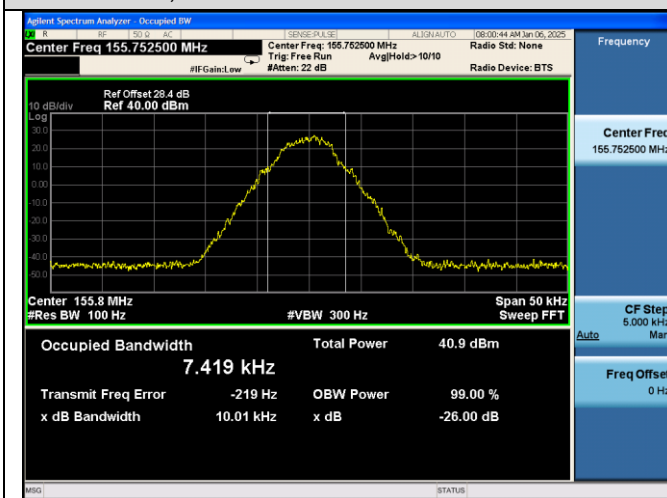 Agilent Spectrum Analyzer - Occupied BW
R RF 50 Ω AC SENSE:PULSE ALIGNAUTO 08:00:44 AM Jan 06, 2025
Center Freq 155.752500 MHz
Center Freq: 155.752500 MHz
Radio Std: None
Trig: Free Run Avg|Hold:>10/10
#IFGain:Low #Atten: 22 dB Radio Device: BTS
Frequency
Ref Offset 28.4 dB
10 dB/div Ref 40.00 dBm
Log
30.0
20.0
10.0
0.00
-10.0
-20.0
-30.0
-40.0
-50.0
Center Freq
155.752500 MHz
Center 155.8 MHz Span 50 kHz
#Res BW 100 Hz #VBW 300 Hz Sweep FFT
CF Step
5.000 kHz
Auto Man
Occupied Bandwidth Total Power 40.9 dBm
7.419 kHz
Transmit Freq Error -219 Hz OBW Power 99.00 %
x dB Bandwidth 10.01 kHz x dB -26.00 dB
Freq Offset
0 Hz
MSG STATUS